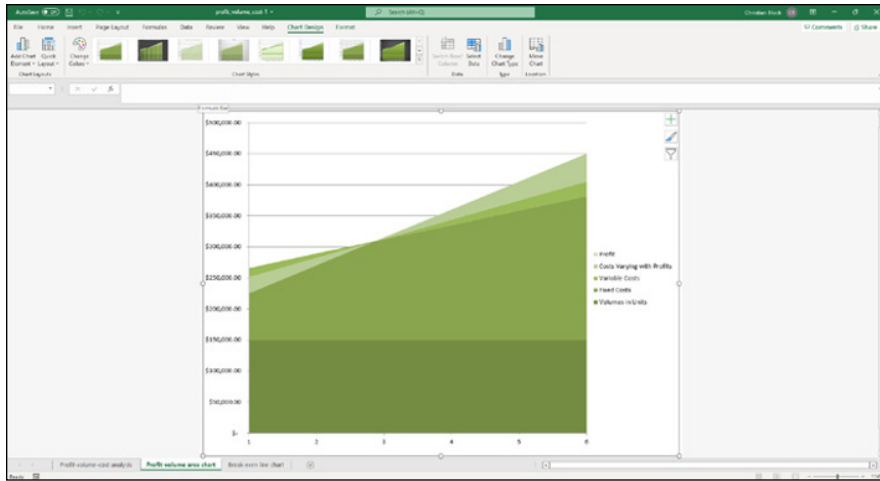 AutoSave
profit_volume_cost 1
Search (Alt+Q)
File Home Insert Page Layout Formulas Data Review View Help Chart Design Format
Comments Share
Add Chart Element
Quick Layout
Change Colors
Switch Row/ Column
Select Data
Change Chart Type
Move Chart
Chart Layouts
Chart Styles
Data
Type
Location
Formula Bar
$500,000.00
$450,000.00
$400,000.00
$350,000.00
$300,000.00
$250,000.00
$200,000.00
$150,000.00
$100,000.00
$50,000.00
$-
1 2 3 4 5 6
Profit
Costs Varying with Profits
Variable Costs
Fixed Costs
Volumes in Units
Profit-volume-cost analysis Profit-volume area chart Break-even line chart
Ready